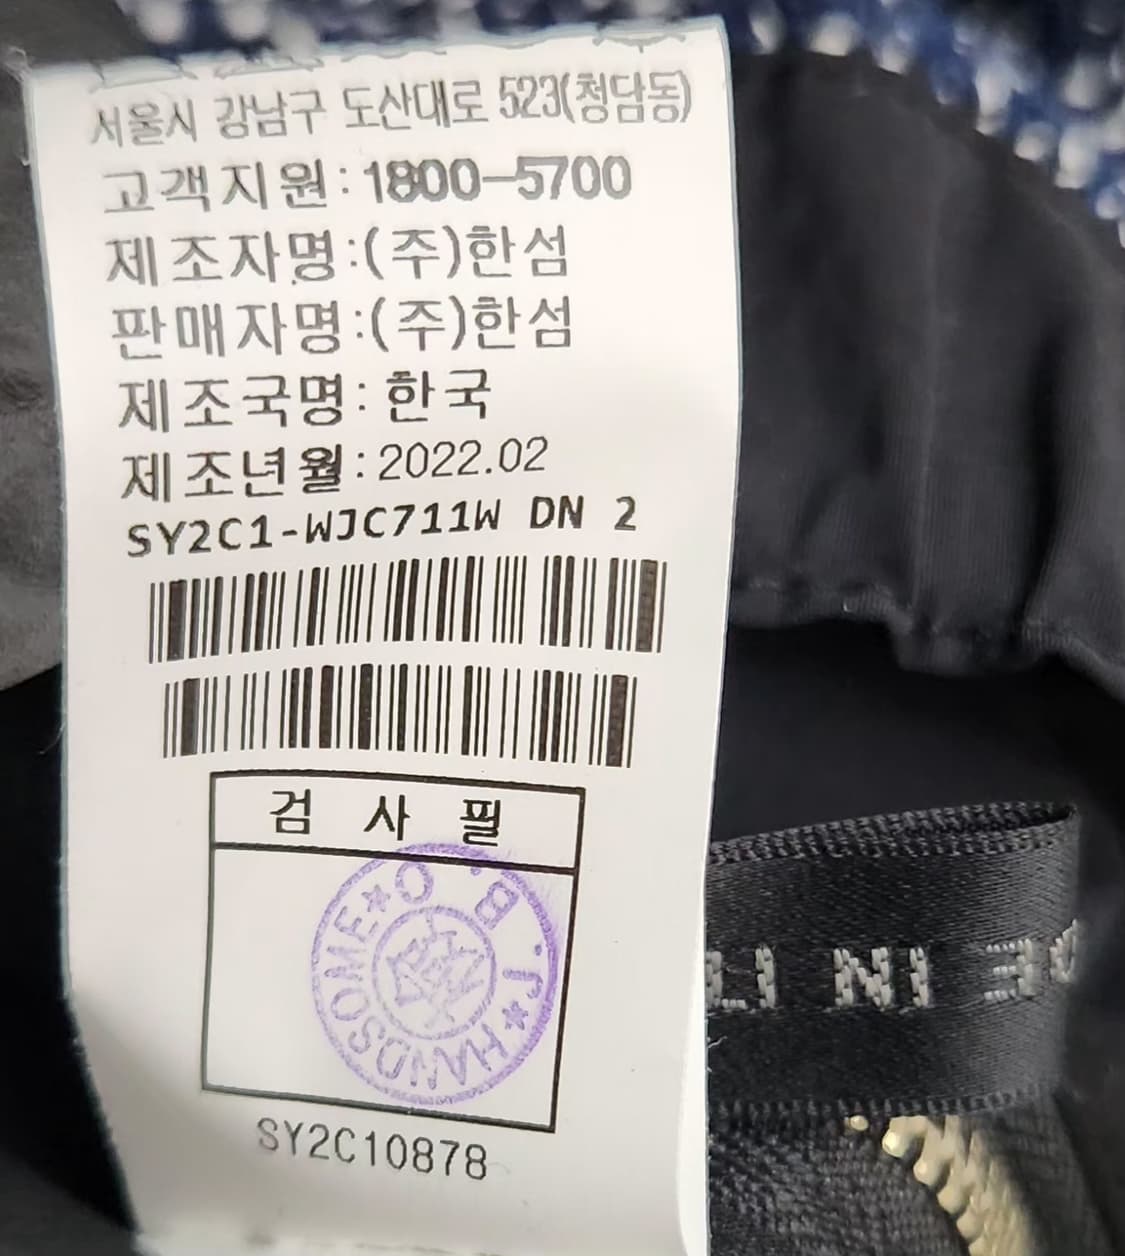 서울시 강남구 도산대로 523(청담동)
고객지원:1800-5700
제조자명:(주)한섬
판매자명:(주)한섬
제조국명: 한국
제조년월:2022.02
SY2C1-WJC711W DN 2
검 사 필
HANDSOME * O.B.J *
SY2C10878
IN